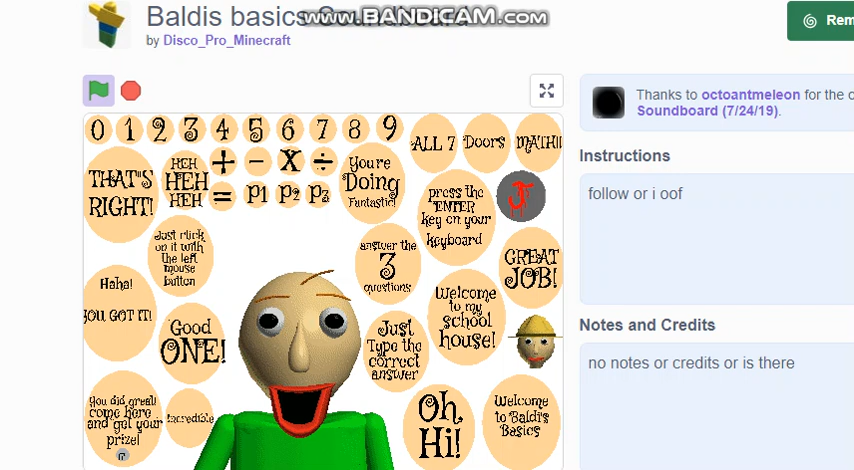 Baldis basics Soundboard
www.BANDICAM.com
by Disco_Pro_Minecraft
Rem
Thanks to octoantmeleon for the o
Soundboard (7/24/19).
Instructions
follow or i oof
Notes and Credits
no notes or credits or is there
0 1 2 3 4 5 6 7 8 9
ALL 7
Doors
MATH!!
THAT'S
RIGHT!
HEH
HEH
HEH
+ - X ÷
= P1 P2 P3
You're
Doing
Funtastic!
press the
ENTER
key on your
keyboard
Just click
on it with
the left
mouse
button
answer the
3
questions
GREAT
JOB!
Haha!
YOU GOT IT!
Good
ONE!
Welcome
to my
school
house!
Just
Type the
correct
answer
You did great!
come here
and get your
prize!
Incredible
Oh,
Hi!
Welcome
to Baldi's
Basics